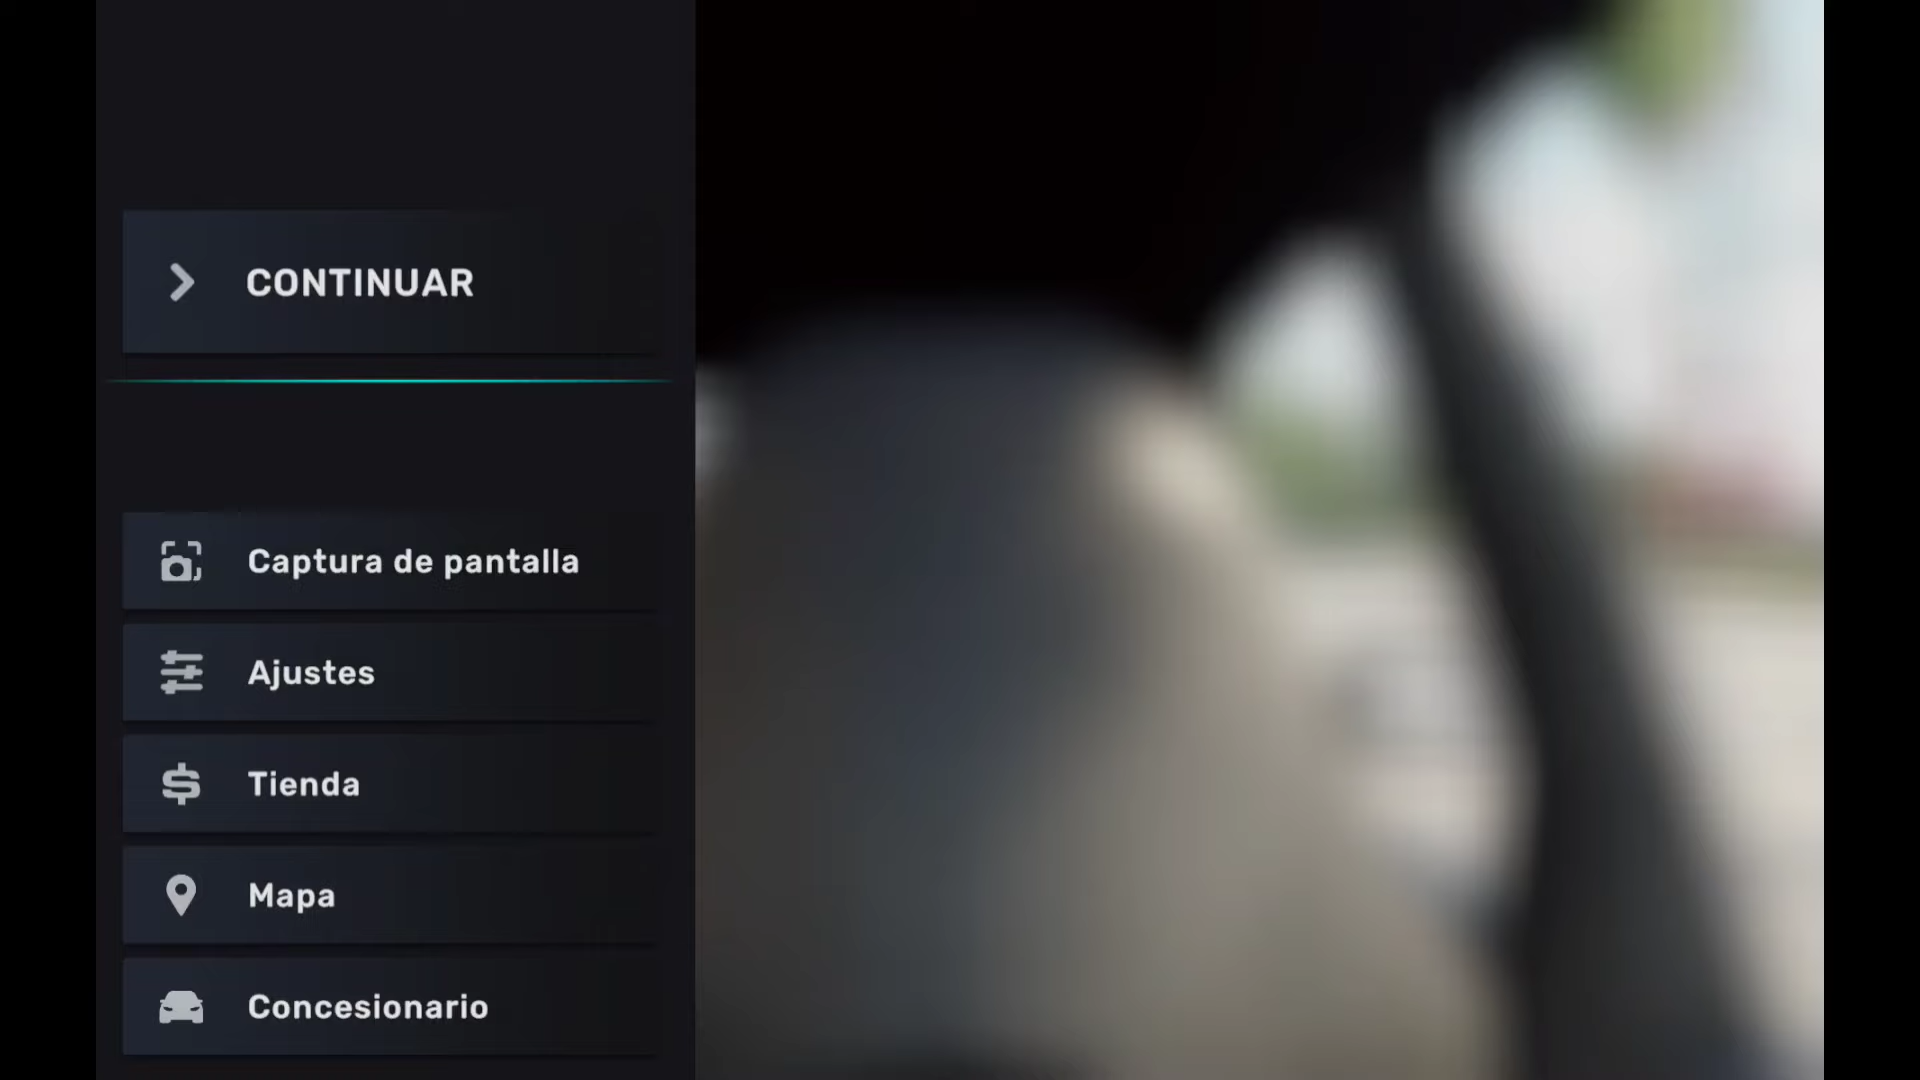 CONTINUAR
Captura de pantalla
Ajustes
Tienda
Mapa
Concesionario